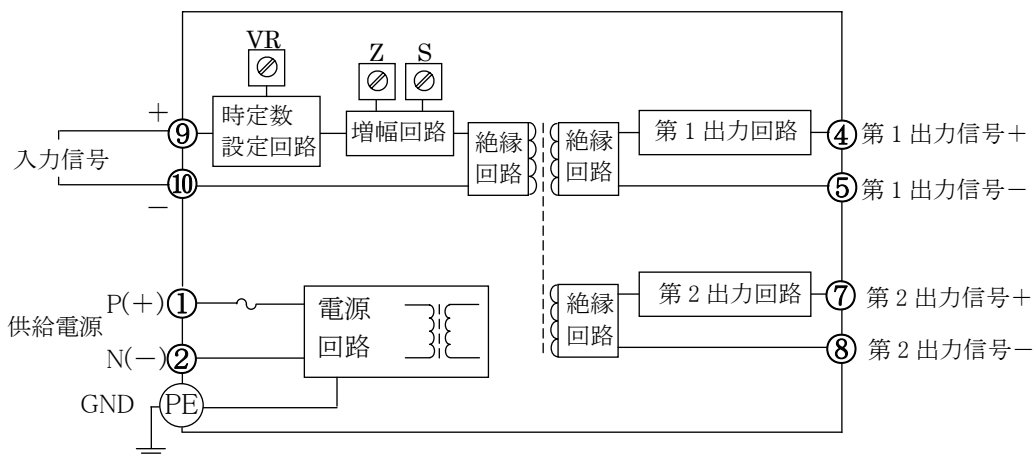 VR
Z
S
+
⑨
時定数
設定回路
増幅回路
絶縁
回路
絶縁
回路
第1出力回路
④
第1出力信号+
入力信号
⑩
−
⑤
第1出力信号−
P(+)
①
電源
回路
絶縁
回路
第2出力回路
⑦
第2出力信号+
供給電源
N(−)
②
⑧
第2出力信号−
GND
PE